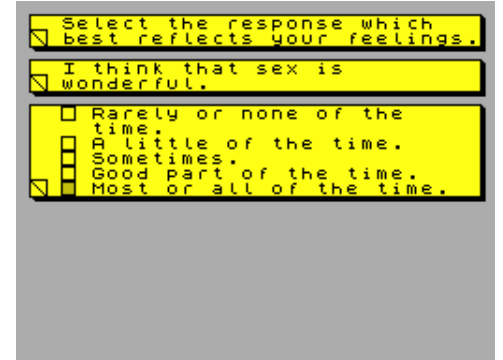 Select the response which
best reflects your feelings.
I think that sex is
wonderful.
Rarely or none of the
time.
A little of the time.
Sometimes.
Good part of the time.
Most or all of the time.